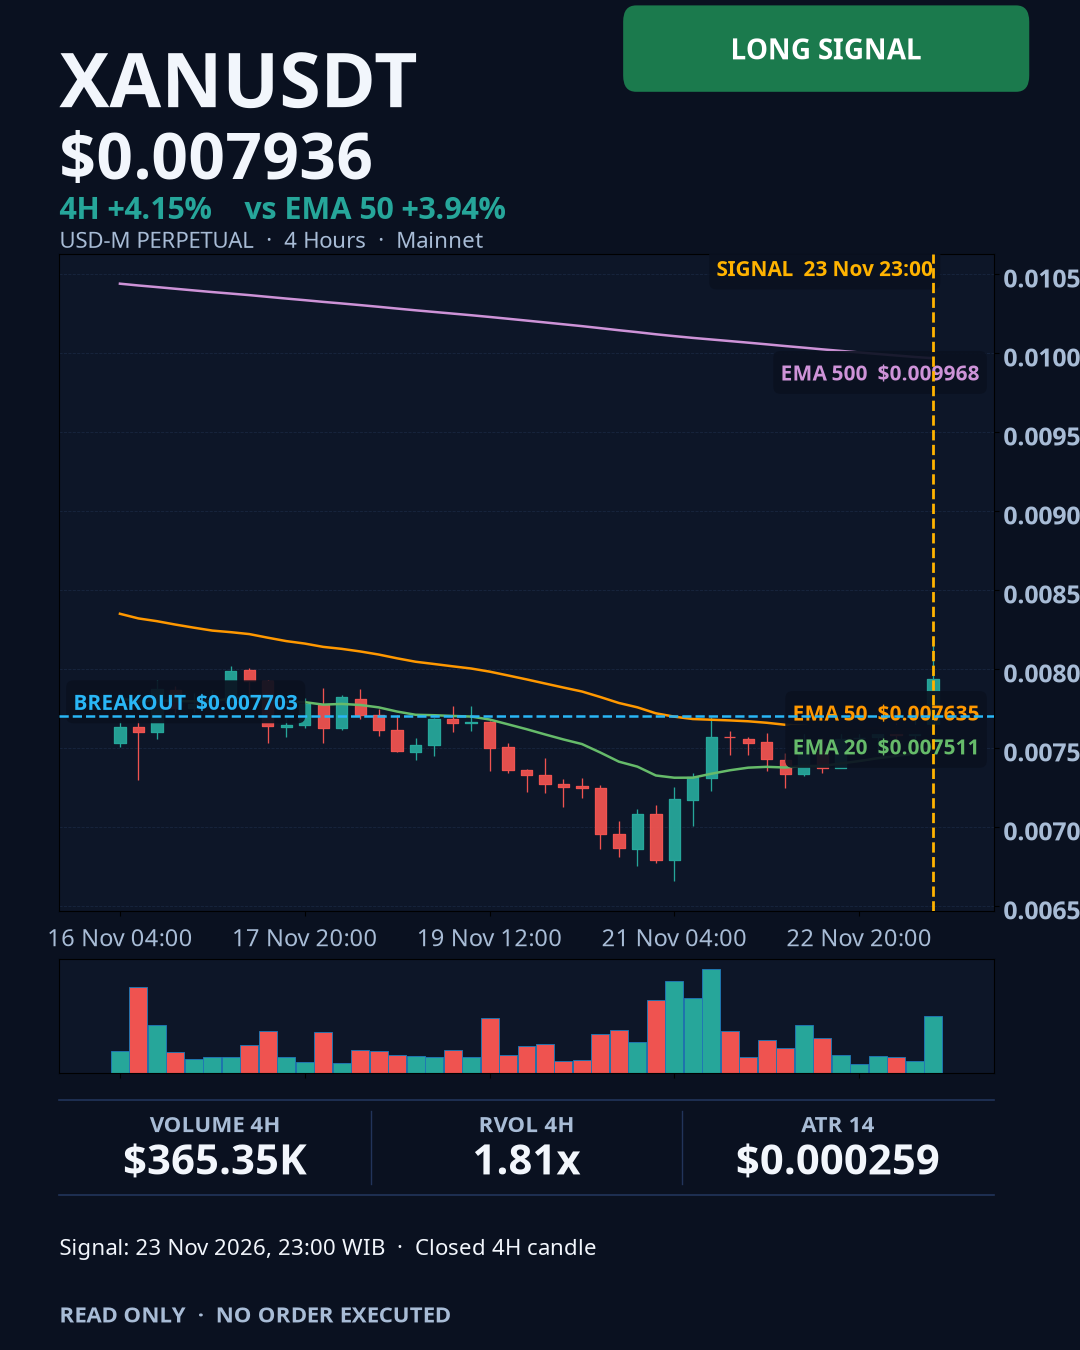 LONG SIGNAL
XANUSDT
$0.007936
4H +4.15% vs EMA 50 +3.94%
USD-M PERPETUAL · 4 Hours · Mainnet
SIGNAL 23 Nov 23:00
0.0105
0.0100
EMA 500 $0.009968
0.0095
0.0090
0.0085
0.0080
BREAKOUT $0.007703
EMA 50 $0.007635
EMA 20 $0.007511
0.0075
0.0070
0.0065
16 Nov 04:00 17 Nov 20:00 19 Nov 12:00 21 Nov 04:00 22 Nov 20:00
VOLUME 4H RVOL 4H ATR 14
$365.35K 1.81x $0.000259
Signal: 23 Nov 2026, 23:00 WIB · Closed 4H candle
READ ONLY · NO ORDER EXECUTED